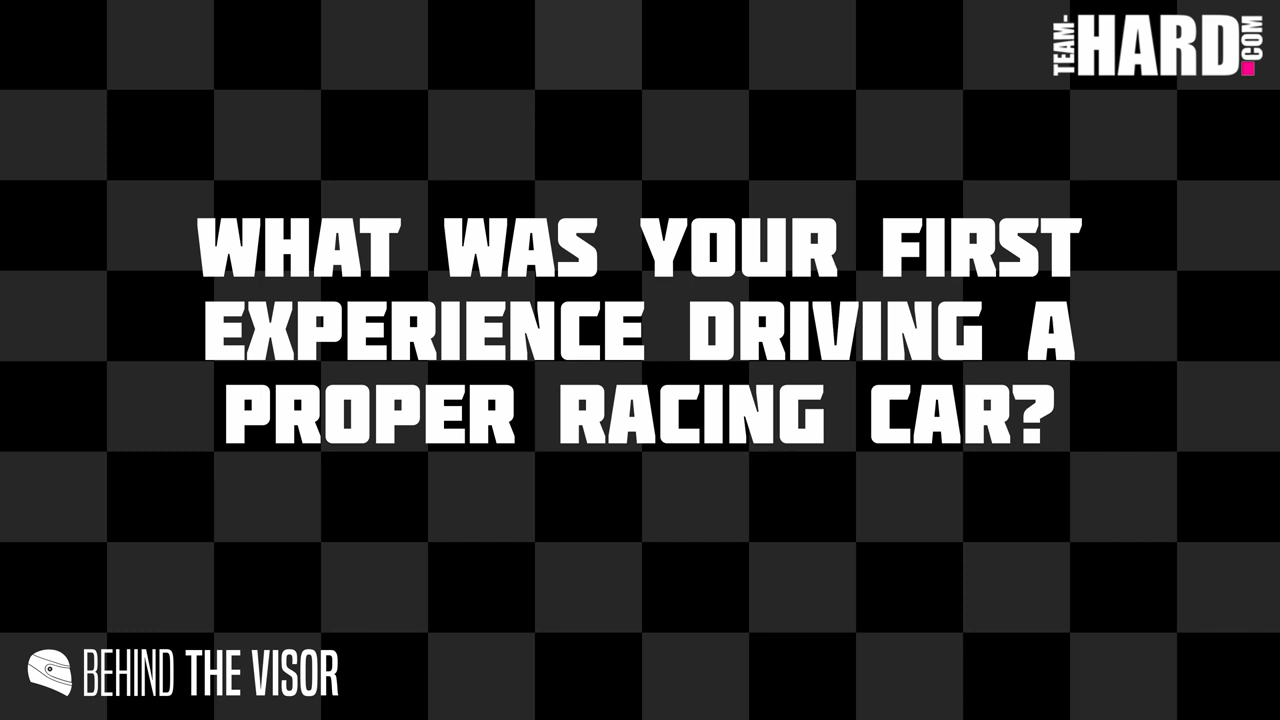 TEAM-HARD.COM
WHAT WAS YOUR FIRST
EXPERIENCE DRIVING A
PROPER RACING CAR?
BEHIND THE VISOR